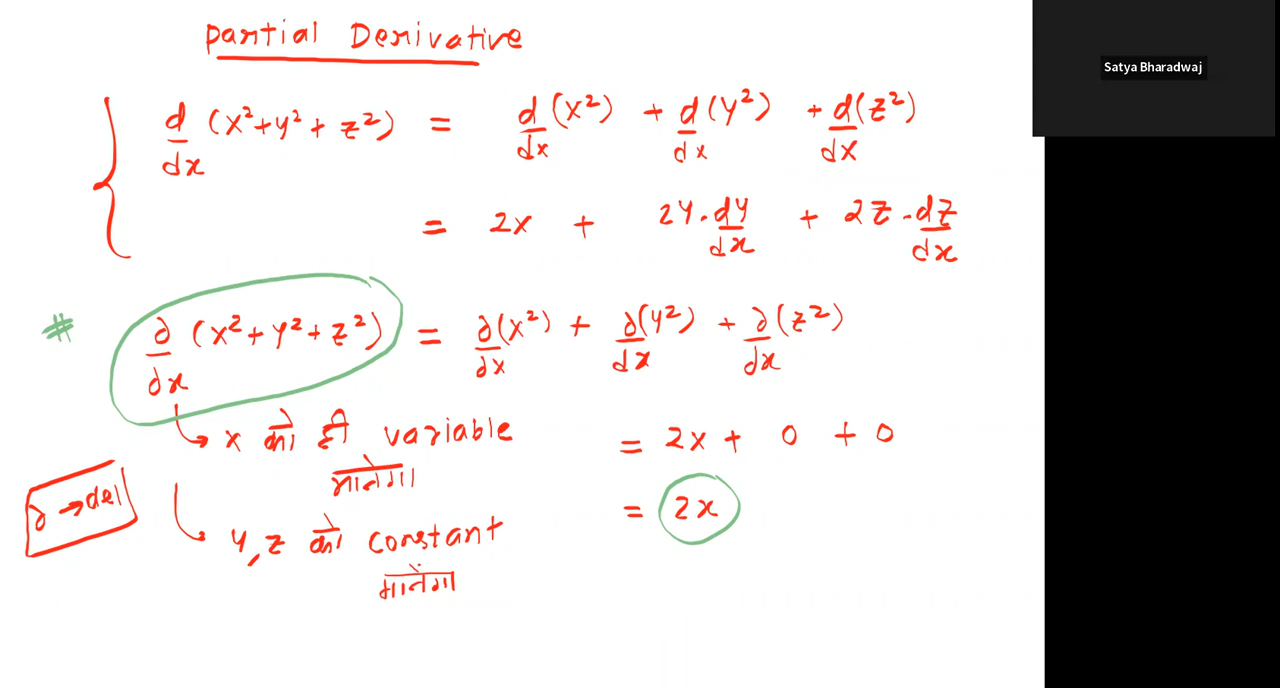 Partial Derivative
Satya Bharadwaj
d/dx (x²+y²+z²) = d/dx (x²) + d/dx (y²) + d/dx (z²)
= 2x + 2y.dy/dx + 2z.dz/dx
# ∂/∂x (x²+y²+z²) = ∂/∂x (x²) + ∂/∂x (y²) + ∂/∂x (z²)
x को ही variable = 2x + 0 + 0
मानेगा
∂ → del = 2x
y, z को constant
मानेगा